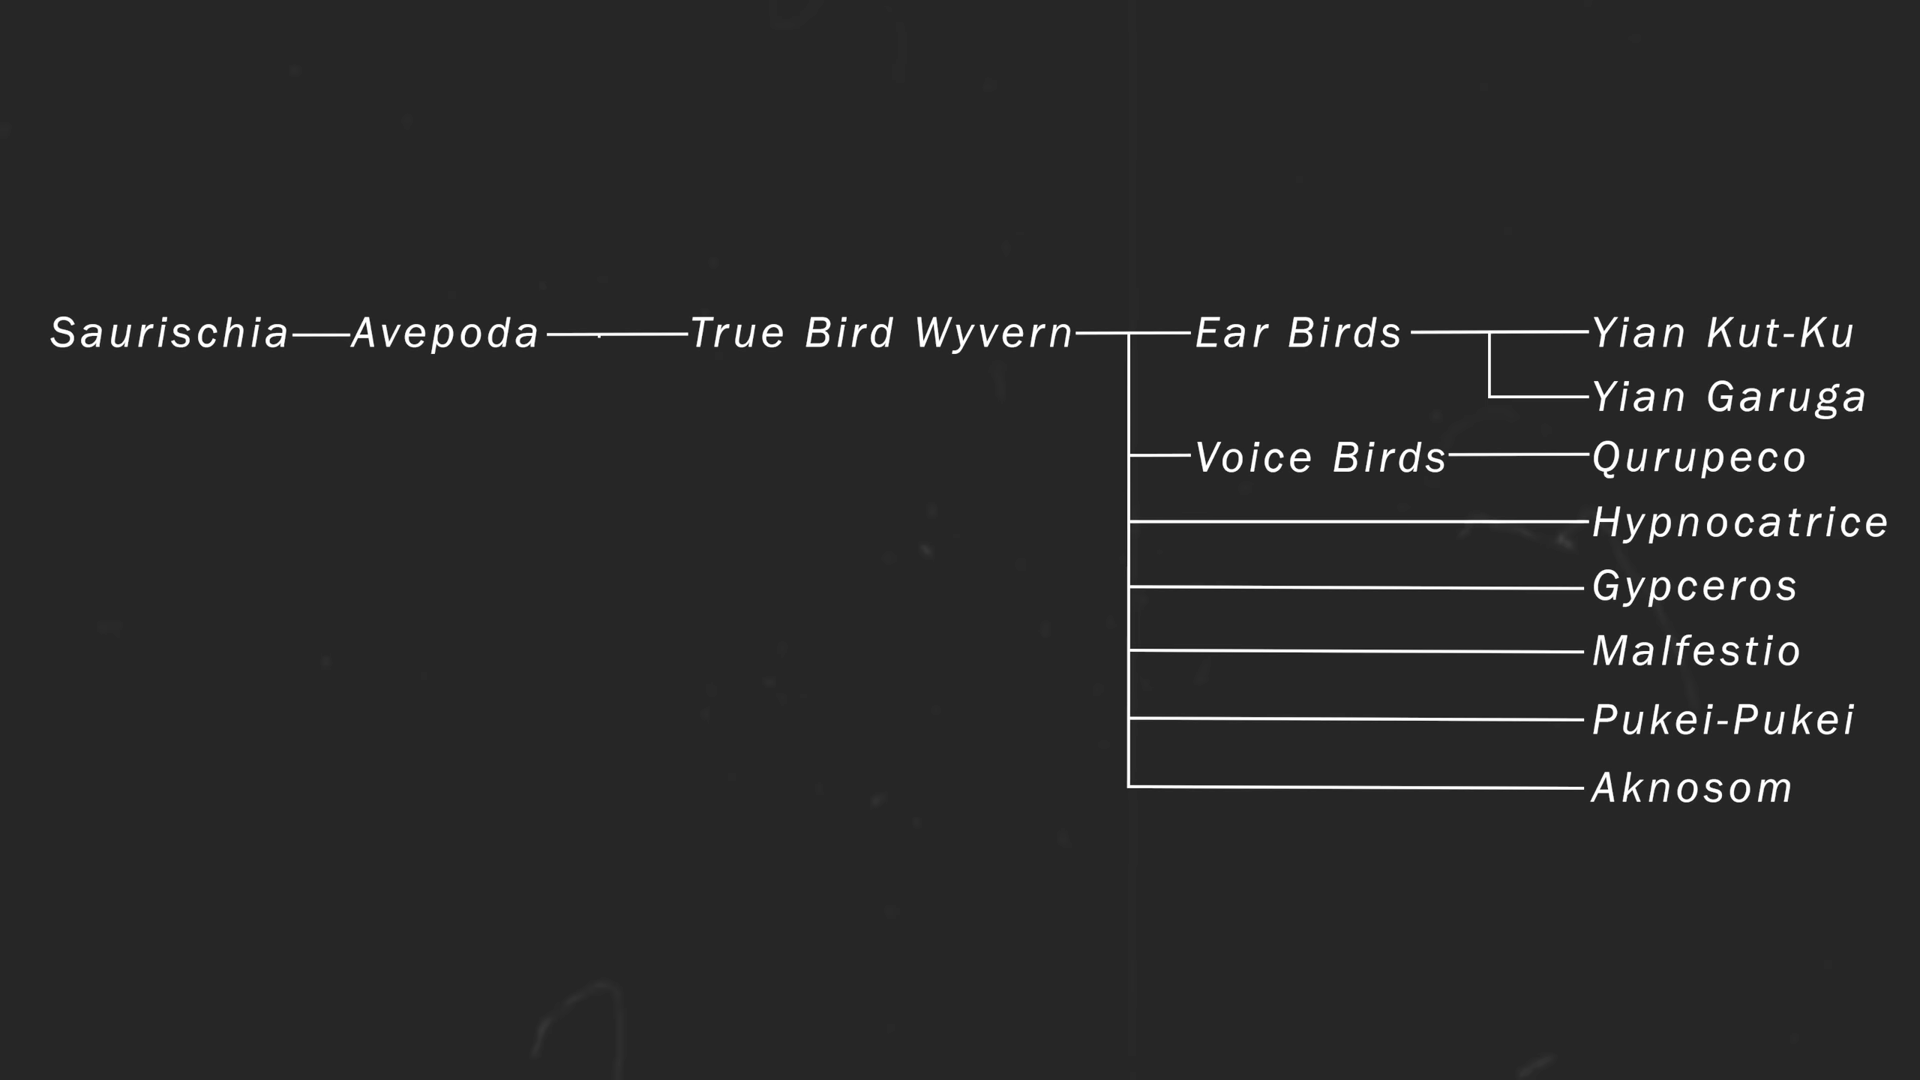 Saurischia Avepoda True Bird Wyvern Ear Birds Yian Kut-Ku
Yian Garuga
Voice Birds Qurupeco
Hypnocatrice
Gypceros
Malfestio
Pukei-Pukei
Aknosom